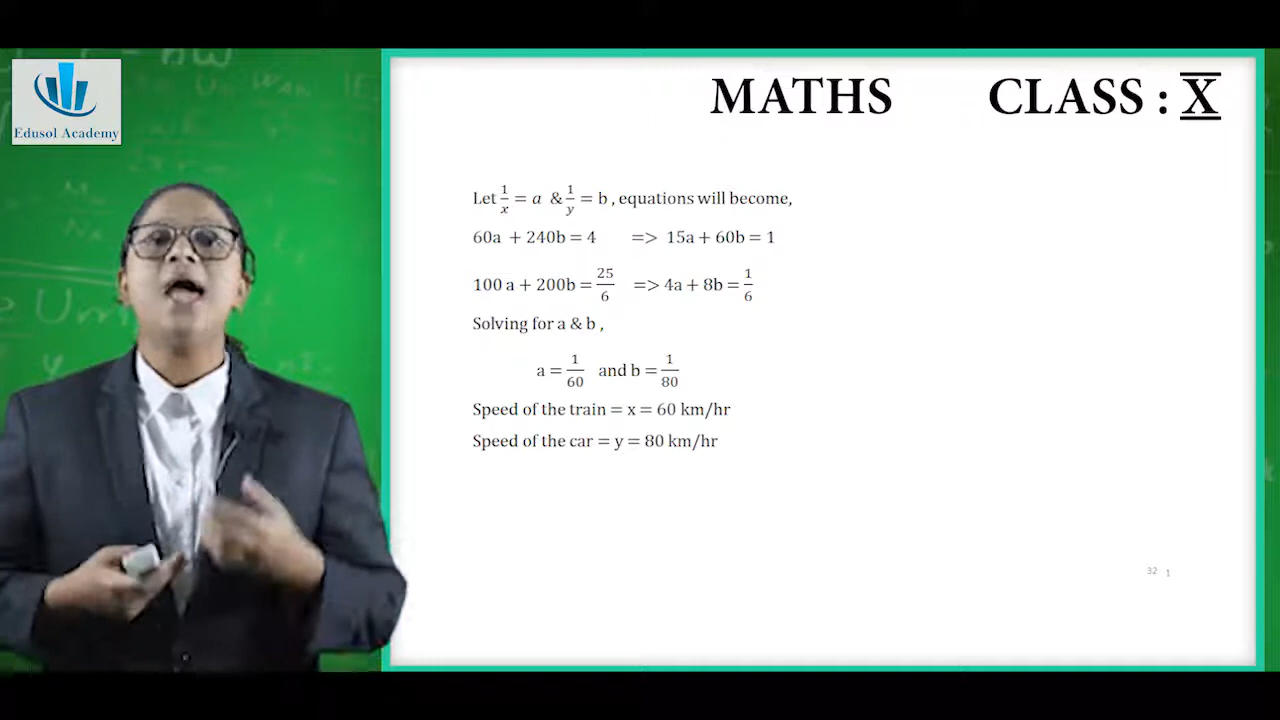 Edusol Academy
MATHS CLASS : X
Let 1/x = a & 1/y = b , equations will become,
60a + 240b = 4 => 15a + 60b = 1
100 a + 200b = 25/6 => 4a + 8b = 1/6
Solving for a & b ,
a = 1/60 and b = 1/80
Speed of the train = x = 60 km/hr
Speed of the car = y = 80 km/hr
32 1